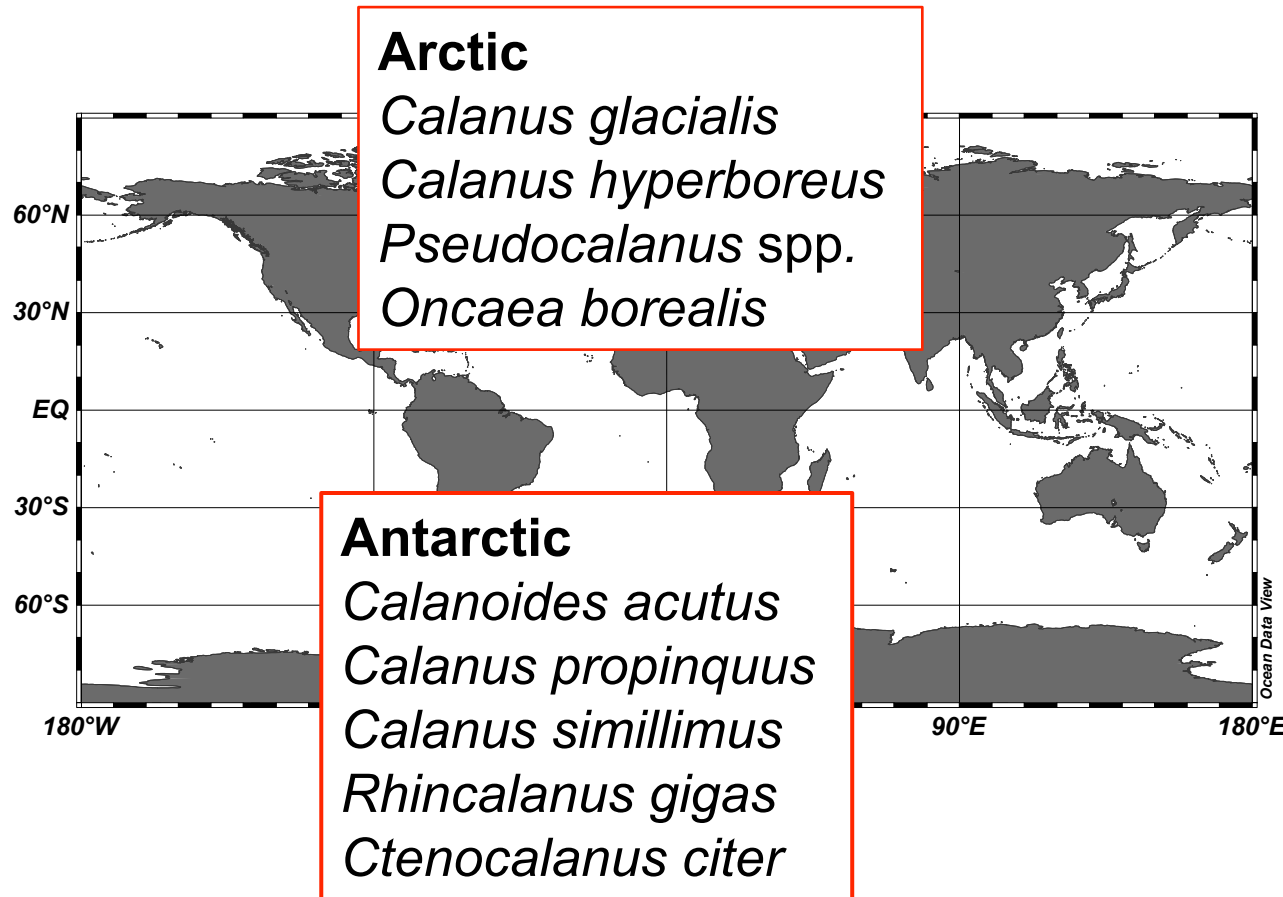 Arctic
Calanus glacialis
Calanus hyperboreus
Pseudocalanus spp.
Oncaea borealis
60°N
30°N
EQ
30°S
60°S
Antarctic
Calanoides acutus
Calanus propinquus
Calanus simillimus
Rhincalanus gigas
Ctenocalanus citer
180°W
90°E
180°E
Ocean Data View